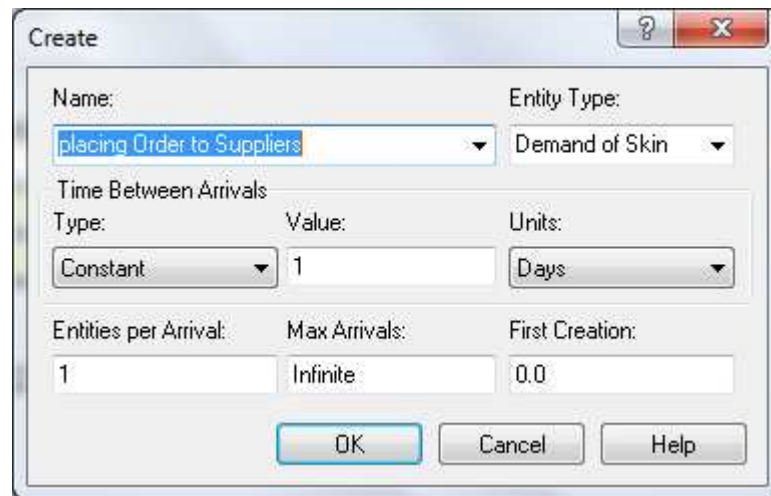 Create
Name: Entity Type:
placing Order to Suppliers Demand of Skin
Time Between Arrivals
Type: Value: Units:
Constant 1 Days
Entities per Arrival: Max Arrivals: First Creation:
1 Infinite 0.0
OK Cancel Help